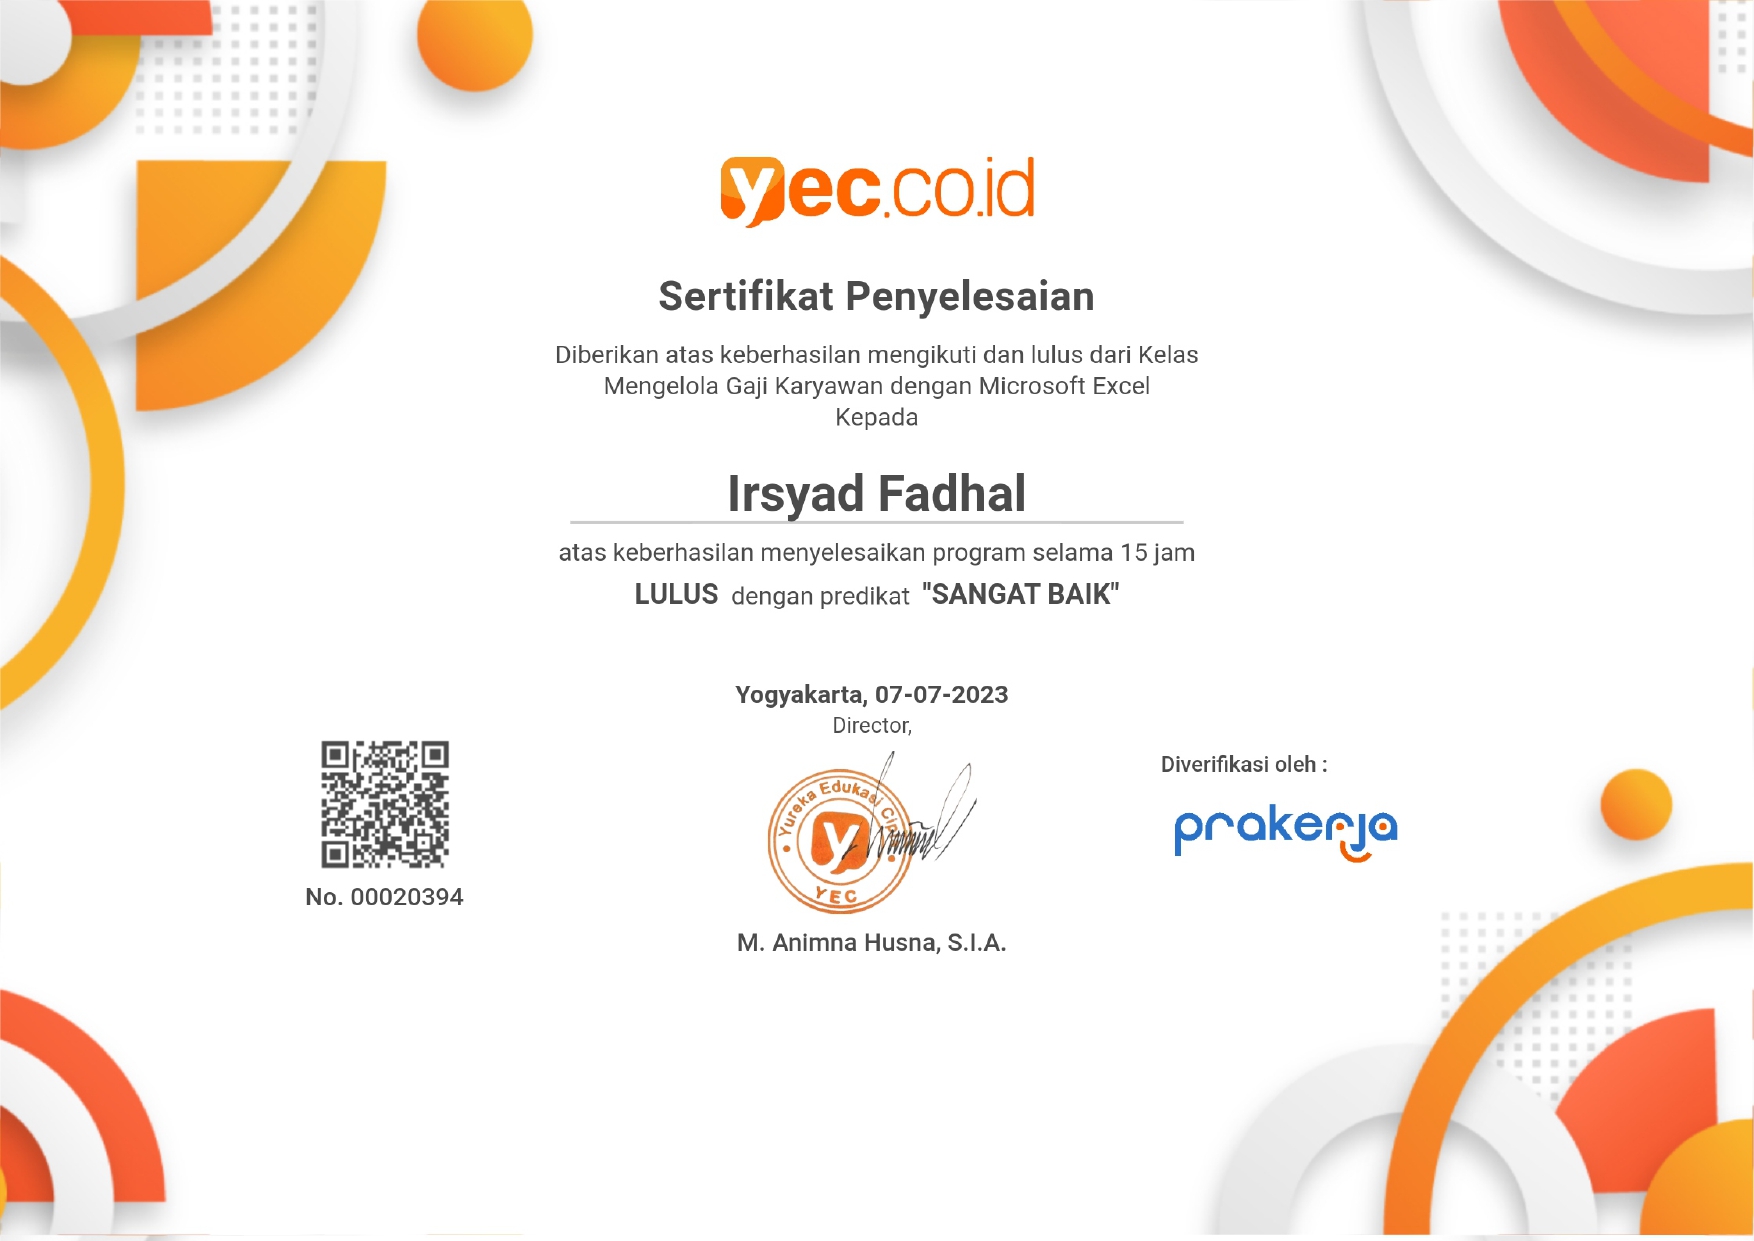 yec.co.id
Sertifikat Penyelesaian
Diberikan atas keberhasilan mengikuti dan lulus dari Kelas
Mengelola Gaji Karyawan dengan Microsoft Excel
Kepada
Irsyad Fadhal
atas keberhasilan menyelesaikan program selama 15 jam
LULUS dengan predikat "SANGAT BAIK"
Yogyakarta, 07-07-2023
Director,
Yureka Edukasi
y
YEC
M. Animna Husna, S.I.A.
No. 00020394
Diverifikasi oleh :
prakerja